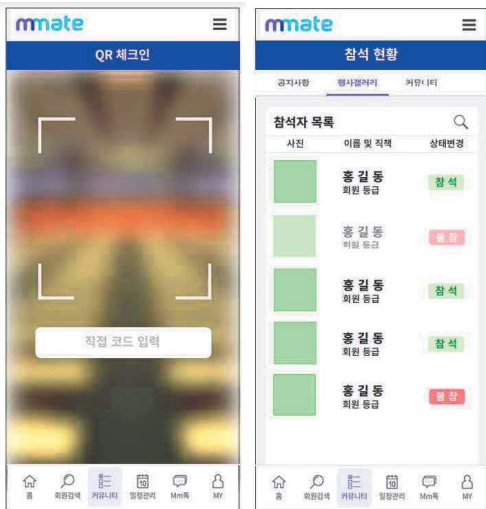 mmate
QR 체크인
직접 코드 입력
홈 회원검색 커뮤니티 일정관리 Mm톡 MY
10
mmate
참석 현황
공지사항 행사갤러리 커뮤니티
참석자 목록
사진 이름 및 직책 상태변경
홍 길 동
회원 등급
참 석
홍 길 동
회원 등급
불 참
홍 길 동
회원 등급
참 석
홍 길 동
회원 등급
참 석
홍 길 동
회원 등급
불 참
10
홈 회원검색 커뮤니티 일정관리 Mm톡 MY